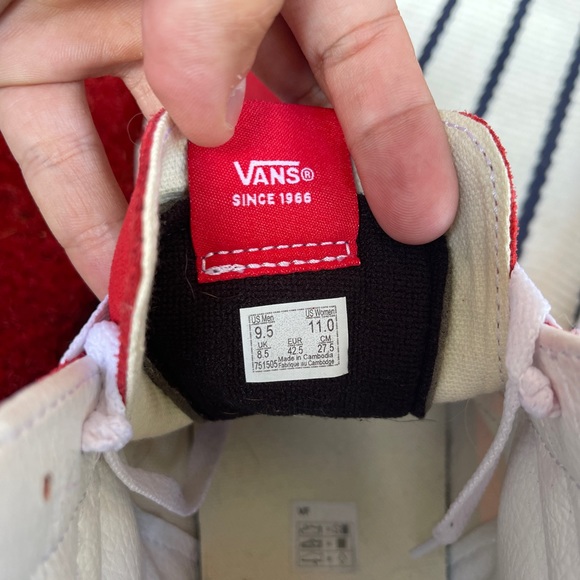 VANS®
SINCE 1966
US Men US Women
9.5 11.0
UK EUR CM
8.5 42.5 27.5
751505 Made in Cambodia
Fabriqué au Cambodge